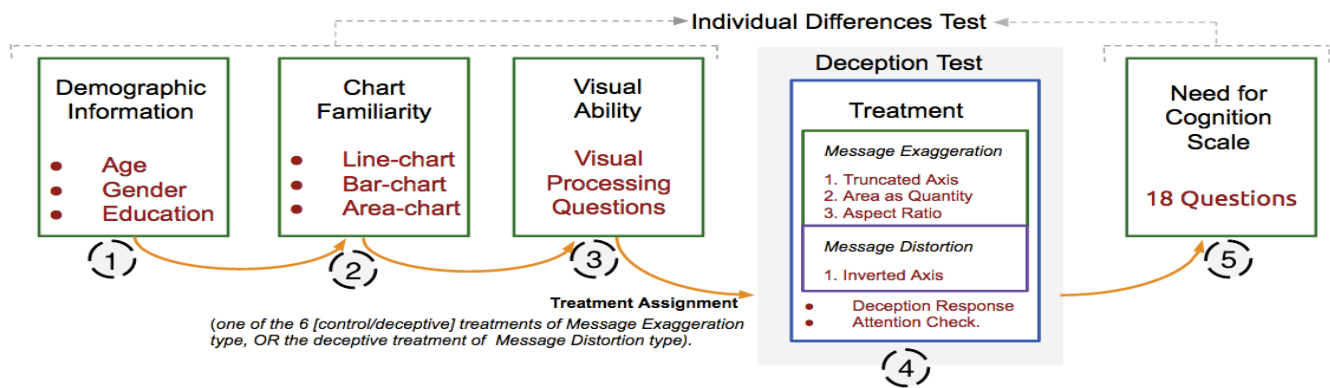 Individual Differences Test
Demographic
Information
• Age
• Gender
• Education
1
Chart
Familiarity
• Line-chart
• Bar-chart
• Area-chart
2
Visual
Ability
Visual
Processing
Questions
3
Treatment Assignment
(one of the 6 [control/deceptive] treatments of Message Exaggeration
type, OR the deceptive treatment of Message Distortion type).
Deception Test
Treatment
Message Exaggeration
1. Truncated Axis
2. Area as Quantity
3. Aspect Ratio
Message Distortion
1. Inverted Axis
• Deception Response
• Attention Check.
4
Need for
Cognition
Scale
18 Questions
5